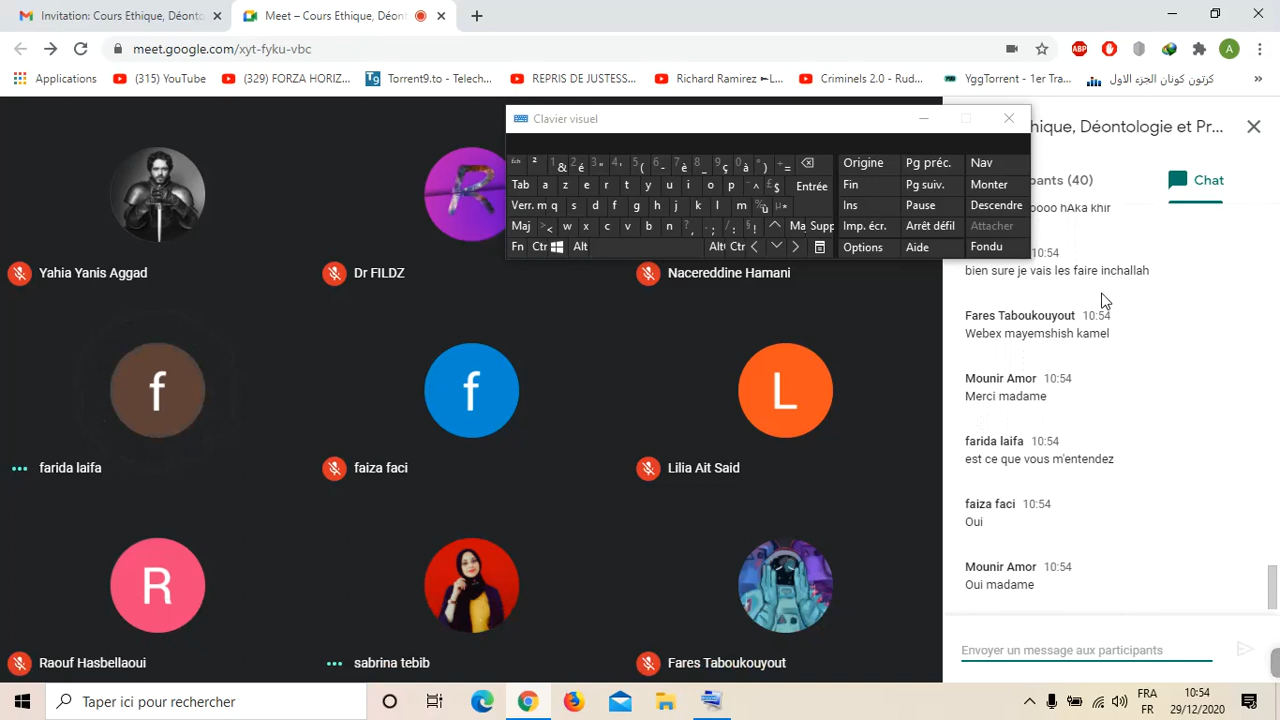 Invitation: Cours Ethique, Déont
Meet – Cours Ethique, Déonto
meet.google.com/xyt-fyku-vbc
ABP
A
Applications
(315) YouTube
(329) FORZA HORIZ...
Torrent9.to - Telech...
REPRIS DE JUSTESS...
Richard Ramirez ►L...
Criminels 2.0 - Rud...
YggTorrent - 1er Tra...
كرتون كونان الجزء الاول
»
Clavier visuel
Tab a z e r t y u i o p Entrée
Verr. m q s d f g h j k l m
Maj w x c v b n Supp
Fn Ctr Alt Ctr
Origine Pg préc. Nav
Fin Pg suiv. Monter
Ins Pause Descendre
Imp. écr. Arrêt défil Attacher
Options Aide Fondu
hique, Déontologie et Pr...
pants (40)
Chat
oooo hAka khir
10:54
bien sure je vais les faire inchallah
Fares Taboukouyout 10:54
Webex mayemshish kamel
Mounir Amor 10:54
Merci madame
farida laifa 10:54
est ce que vous m'entendez
faiza faci 10:54
Oui
Mounir Amor 10:54
Oui madame
Envoyer un message aux participants
R
Yahia Yanis Aggad
Dr FILDZ
Nacereddine Hamani
f
f
L
farida laifa
faiza faci
Lilia Ait Said
R
Raouf Hasbellaoui
sabrina tebib
Fares Taboukouyout
Taper ici pour rechercher
FRA
FR
10:54
29/12/2020